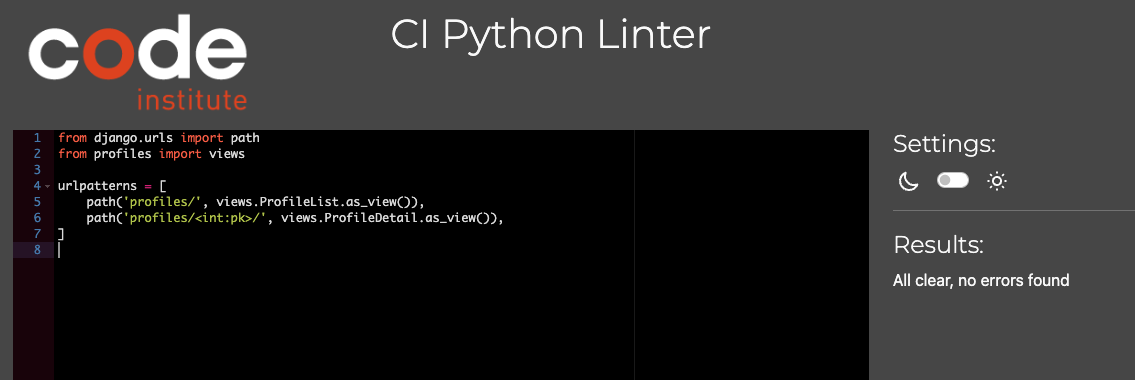 code
institute
CI Python Linter
1 from django.urls import path
2 from profiles import views
3
4 urlpatterns = [
5     path('profiles/', views.ProfileList.as_view()),
6     path('profiles/<int:pk>/', views.ProfileDetail.as_view()),
7 ]
8
Settings:
Results:
All clear, no errors found